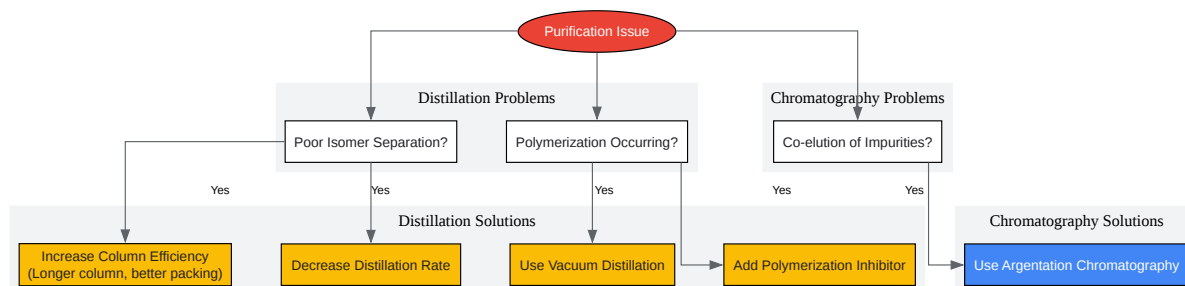 Purification Issue
Distillation Problems
Chromatography Problems
Poor Isomer Separation?
Polymerization Occurring?
Co-elution of Impurities?
Yes
Yes
Yes
Yes
Yes
Distillation Solutions
Chromatography Solutions
Increase Column Efficiency
(Longer column, better packing)
Decrease Distillation Rate
Use Vacuum Distillation
Add Polymerization Inhibitor
Use Argentation Chromatography